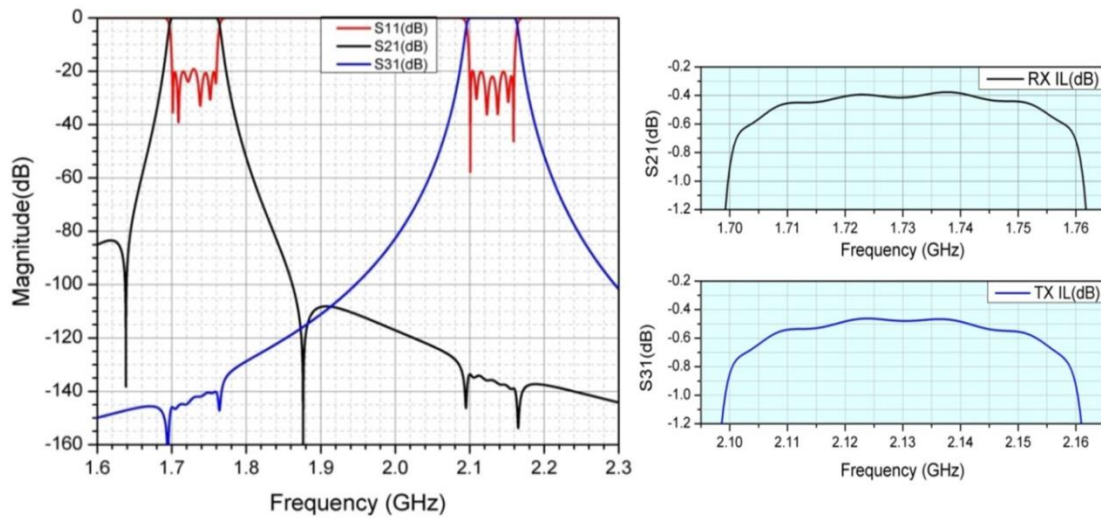 S11(dB)
S21(dB)
S31(dB)
0
-20
-40
-60
-80
-100
-120
-140
-160
Magnitude(dB)
1.6 1.7 1.8 1.9 2.0 2.1 2.2 2.3
Frequency (GHz)
RX IL(dB)
-0.2
-0.4
-0.6
-0.8
-1.0
-1.2
S21(dB)
1.70 1.71 1.72 1.73 1.74 1.75 1.76
Frequency (GHz)
TX IL(dB)
-0.2
-0.4
-0.6
-0.8
-1.0
-1.2
S31(dB)
2.10 2.11 2.12 2.13 2.14 2.15 2.16
Frequency (GHz)